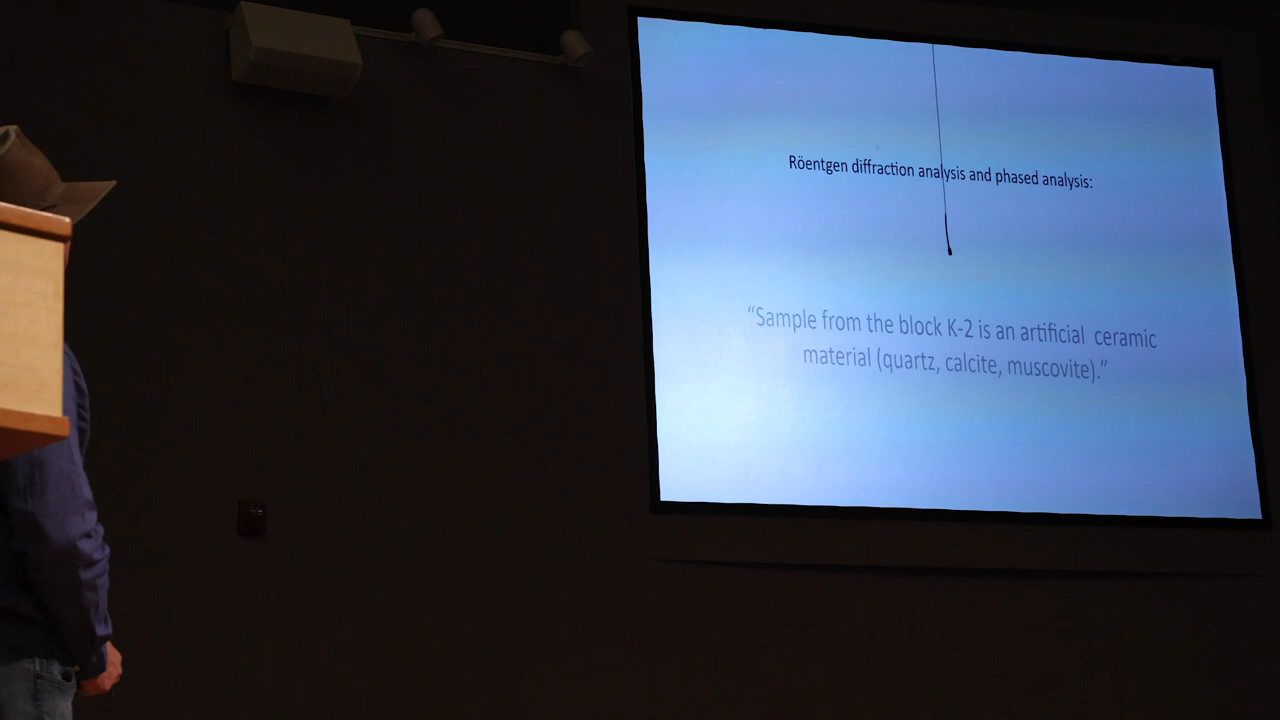 Röentgen diffraction analysis and phased analysis:
“Sample from the block K-2 is an artificial  ceramic
material (quartz, calcite, muscovite).”